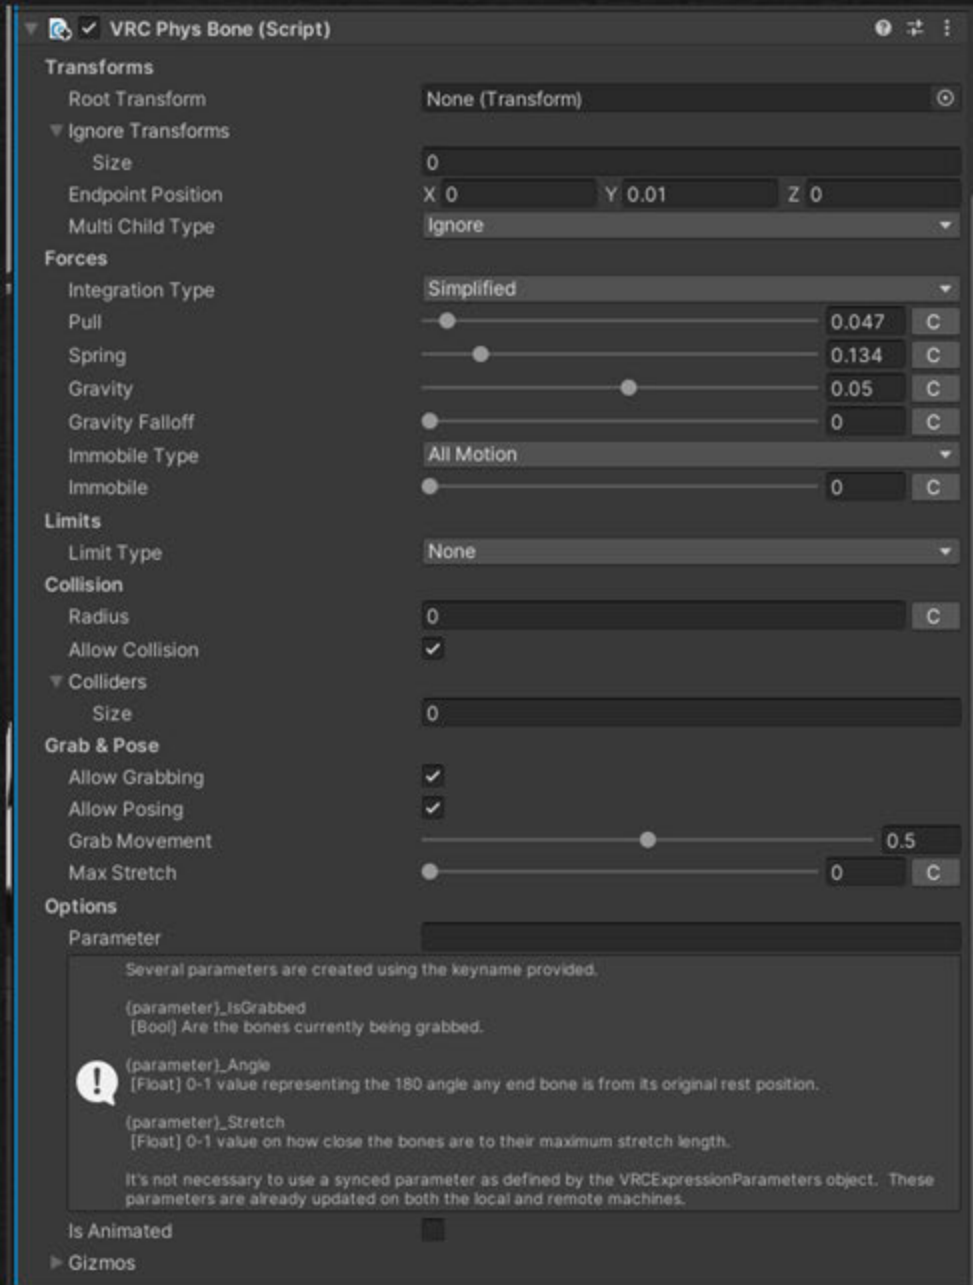 VRC Phys Bone (Script)
Transforms
Root Transform None (Transform)
Ignore Transforms
Size 0
Endpoint Position X 0 Y 0.01 Z 0
Multi Child Type Ignore
Forces
Integration Type Simplified
Pull 0.047 C
Spring 0.134 C
Gravity 0.05 C
Gravity Falloff 0 C
Immobile Type All Motion
Immobile 0 C
Limits
Limit Type None
Collision
Radius 0 C
Allow Collision
Colliders
Size 0
Grab & Pose
Allow Grabbing
Allow Posing
Grab Movement 0.5
Max Stretch 0 C
Options
Parameter
Several parameters are created using the keyname provided.
{parameter}_IsGrabbed
[Bool] Are the bones currently being grabbed.
{parameter}_Angle
[Float] 0-1 value representing the 180 angle any end bone is from its original rest position.
{parameter}_Stretch
[Float] 0-1 value on how close the bones are to their maximum stretch length.
It's not necessary to use a synced parameter as defined by the VRCExpressionParameters object. These
parameters are already updated on both the local and remote machines.
Is Animated
Gizmos